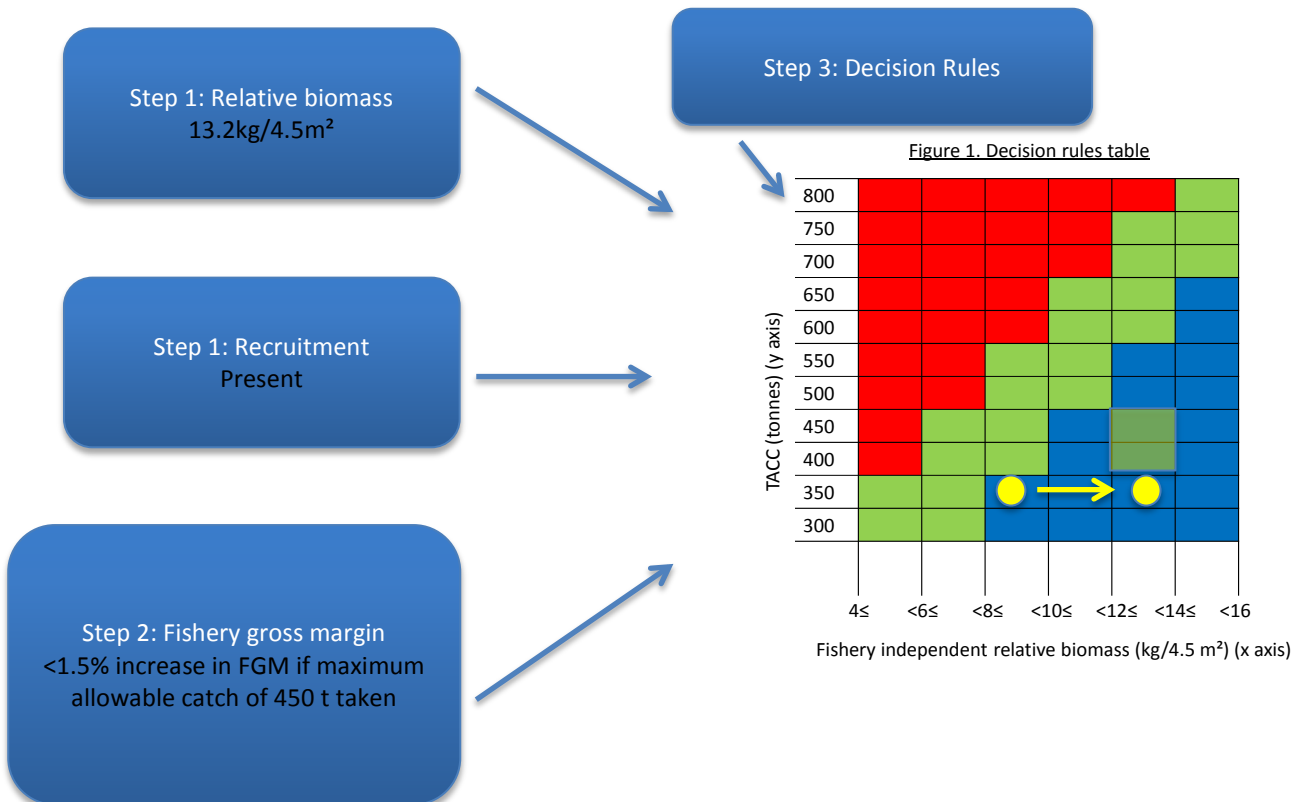 Step 1: Relative biomass
13.2kg/4.5m²
Step 1: Recruitment
Present
Step 2: Fishery gross margin
<1.5% increase in FGM if maximum
allowable catch of 450 t taken
Step 3: Decision Rules
Figure 1. Decision rules table
TACC (tonnes) (y axis)
800
750
700
650
600
550
500
450
400
350
300
4≤ <6≤ <8≤ <10≤ <12≤ <14≤ <16
Fishery independent relative biomass (kg/4.5 m²) (x axis)